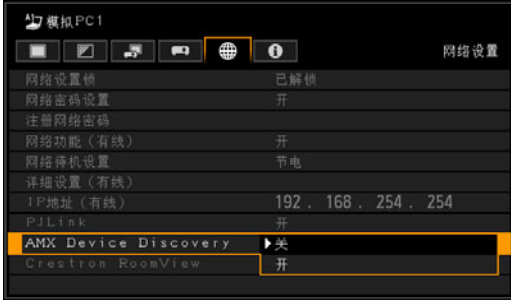 模拟PC1
网络设置
网络设置锁 已解锁
网络密码设置 开
注册网络密码
网络功能（有线） 开
网络待机设置 节电
详细设置（有线）
IP地址（有线） 192 . 168 . 254 . 254
PJLink 开
AMX Device Discovery 关
Crestron RoomView 开